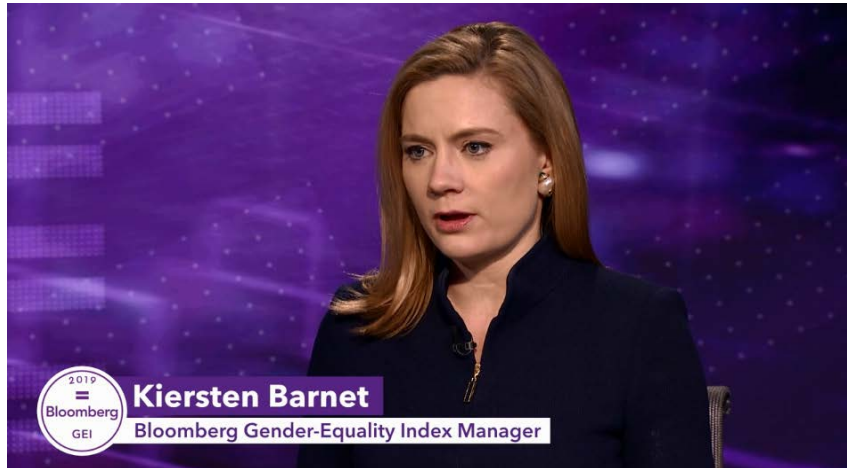 Kiersten Barnet
Bloomberg Gender-Equality Index Manager
2019
=
Bloomberg
GEI